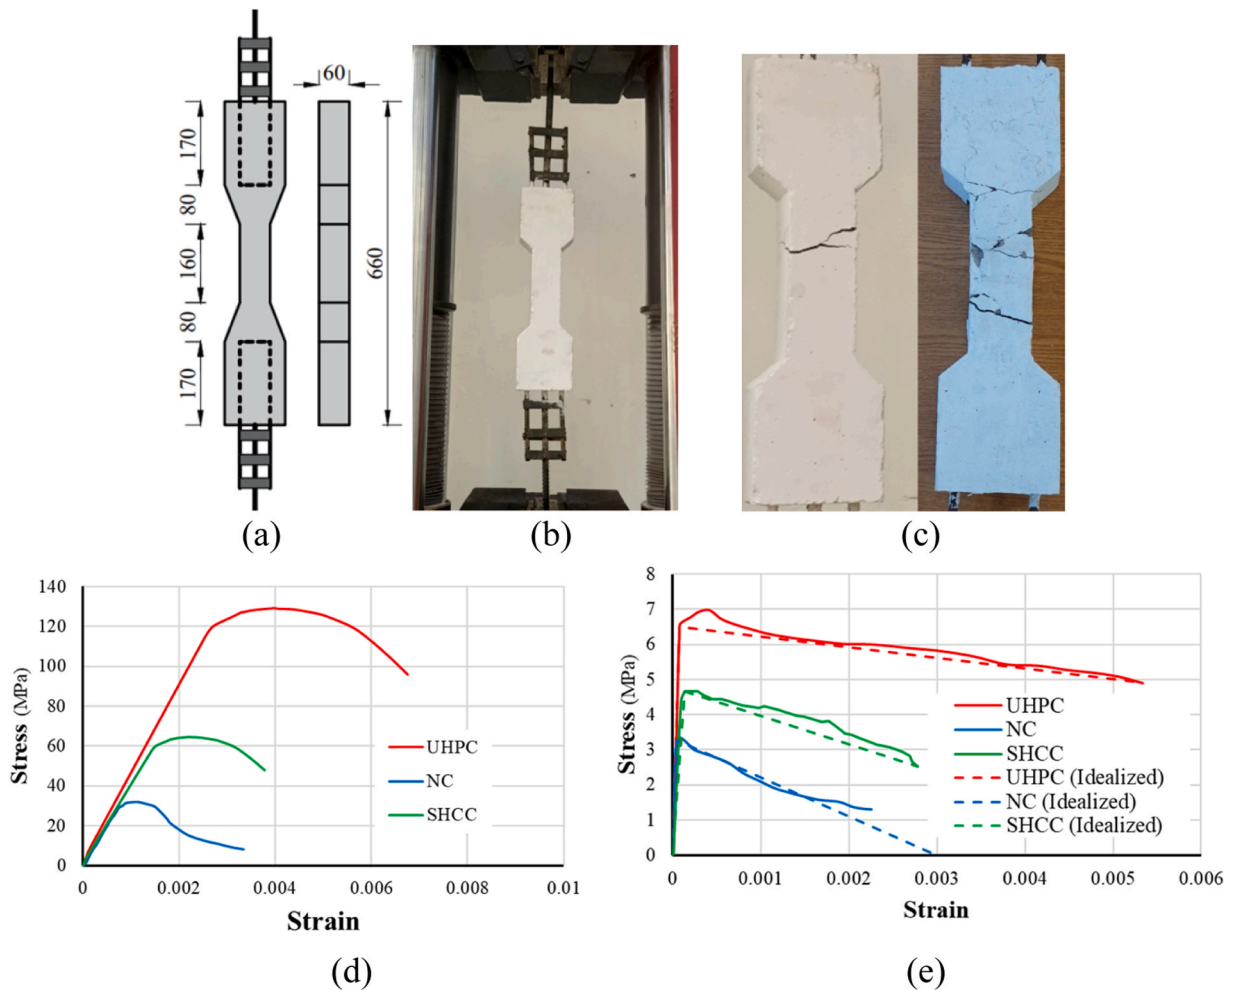 60
170
80
160
80
170
660
(a)
(b)
(c)
140
120
100
80
60
40
20
0
Stress (MPa)
UHPC
NC
SHCC
0
0.002
0.004
0.006
0.008
0.01
Strain
(d)
8
7
6
5
4
3
2
1
0
Stress (MPa)
UHPC
NC
SHCC
UHPC (Idealized)
NC (Idealized)
SHCC (Idealized)
0
0.001
0.002
0.003
0.004
0.005
0.006
Strain
(e)